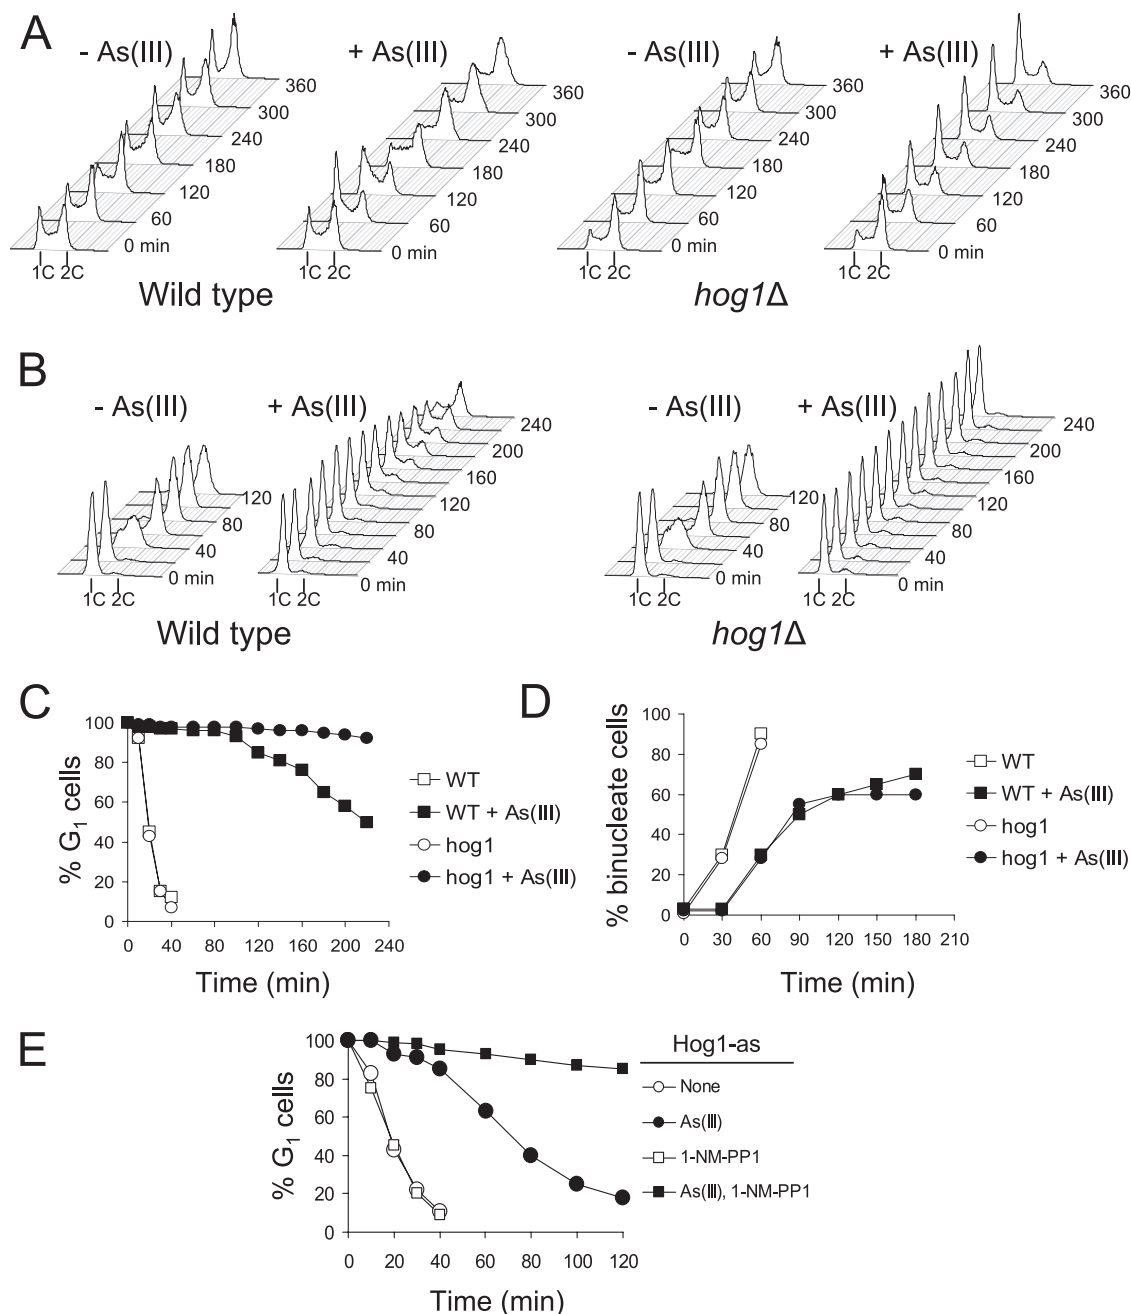 A
- As(III)
+ As(III)
- As(III)
+ As(III)
360
300
240
180
120
60
0 min
1C 2C
360
300
240
180
120
60
0 min
1C 2C
360
300
240
180
120
60
0 min
1C 2C
360
300
240
180
120
60
0 min
1C 2C
Wild type
hog1Δ
B
- As(III)
+ As(III)
- As(III)
+ As(III)
120
80
40
0 min
1C 2C
240
200
160
120
80
40
0 min
1C 2C
120
80
40
0 min
1C 2C
240
200
160
120
80
40
0 min
1C 2C
Wild type
hog1Δ
C
% G₁ cells
100
80
60
40
20
0
0 40 80 120 160 200 240
Time (min)
WT
WT + As(III)
hog1
hog1 + As(III)
D
% binucleate cells
100
80
60
40
20
0
0 30 60 90 120 150 180 210
Time (min)
WT
WT + As(III)
hog1
hog1 + As(III)
E
% G₁ cells
100
80
60
40
20
0
0 20 40 60 80 100 120
Time (min)
Hog1-as
None
As(III)
1-NM-PP1
As(III), 1-NM-PP1